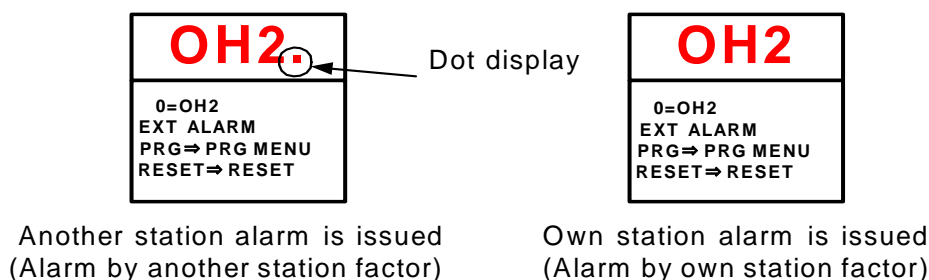 OH2.
0=OH2
EXT ALARM
PRG⇒PRG MENU
RESET⇒RESET
Dot display
OH2
0=OH2
EXT ALARM
PRG⇒PRG MENU
RESET⇒RESET
Another station alarm is issued
(Alarm by another station factor)
Own station alarm is issued
(Alarm by own station factor)